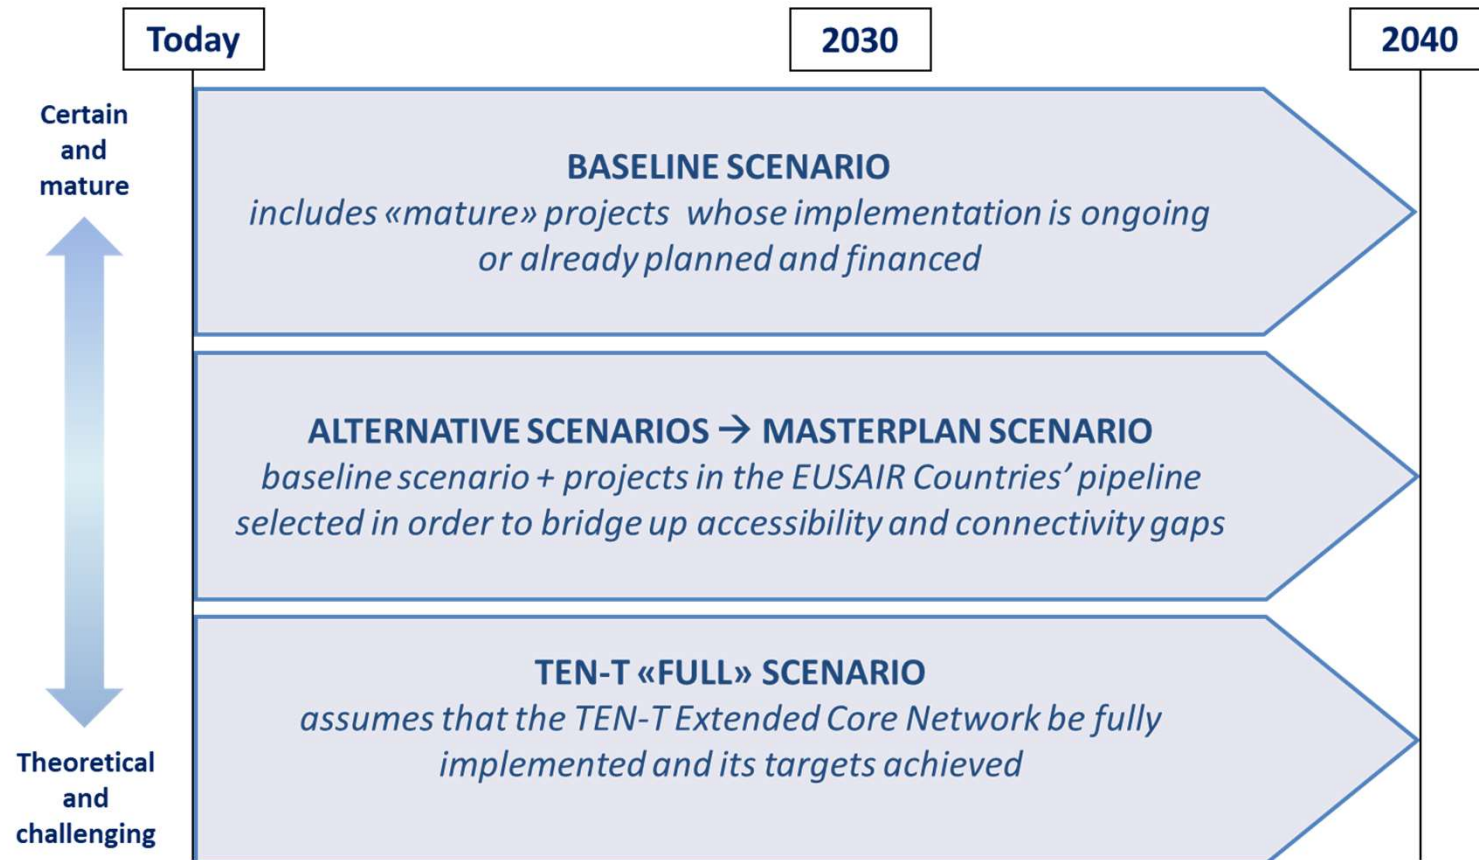 Today
2030
2040
Certain
and
mature
BASELINE SCENARIO
includes «mature» projects whose implementation is ongoing
or already planned and financed
ALTERNATIVE SCENARIOS → MASTERPLAN SCENARIO
baseline scenario + projects in the EUSAIR Countries’ pipeline
selected in order to bridge up accessibility and connectivity gaps
TEN-T «FULL» SCENARIO
assumes that the TEN-T Extended Core Network be fully
implemented and its targets achieved
Theoretical
and
challenging